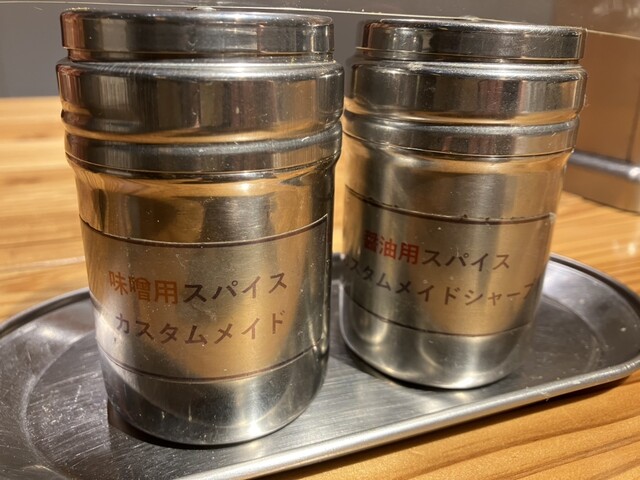 味噌用スパイス
カスタムメイド
醤油用スパイス
スタムメイドシャープ